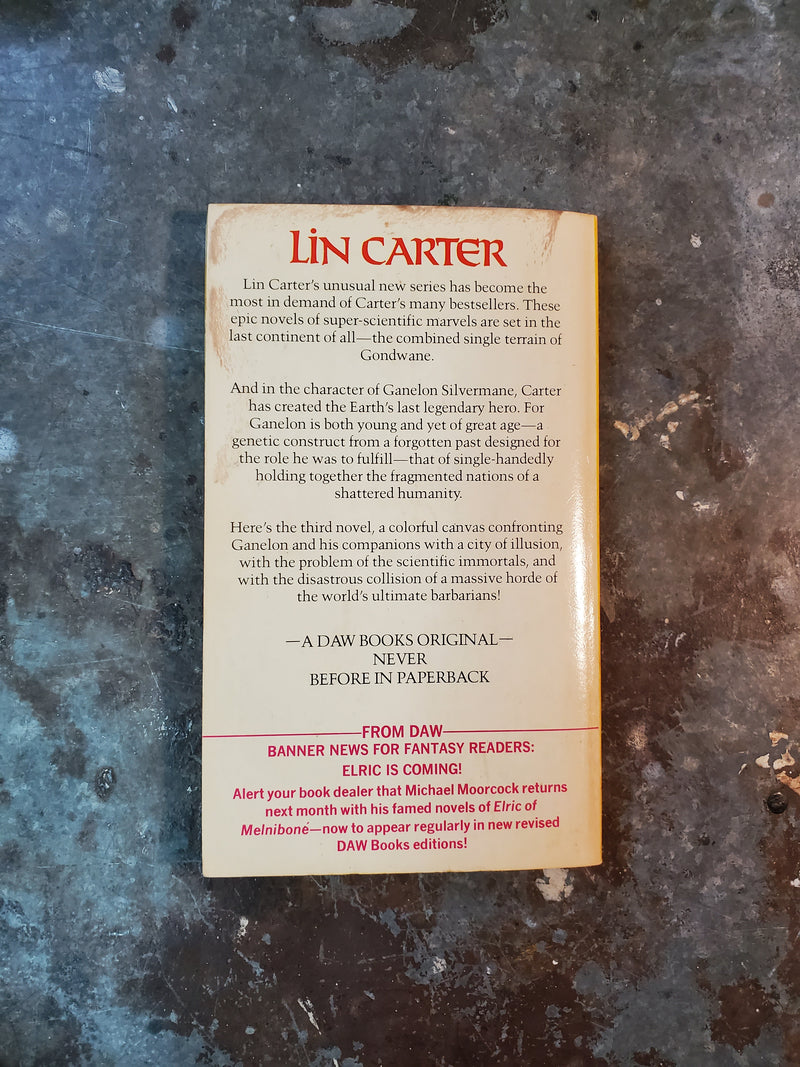 LIN CARTER
Lin Carter's unusual new series has become the
most in demand of Carter's many bestsellers. These
epic novels of super-scientific marvels are set in the
last continent of all—the combined single terrain of
Gondwane.
And in the character of Ganelon Silvermane, Carter
has created the Earth's last legendary hero. For
Ganelon is both young and yet of great age—a
genetic construct from a forgotten past designed for
the role he was to fulfill—that of single-handedly
holding together the fragmented nations of a
shattered humanity.
Here's the third novel, a colorful canvas confronting
Ganelon and his companions with a city of illusion,
with the problem of the scientific immortals, and
with the disastrous collision of a massive horde of
the world's ultimate barbarians!
—A DAW BOOKS ORIGINAL—
NEVER
BEFORE IN PAPERBACK
FROM DAW
BANNER NEWS FOR FANTASY READERS:
ELRIC IS COMING!
Alert your book dealer that Michael Moorcock returns
next month with his famed novels of Elric of
Melniboné—now to appear regularly in new revised
DAW Books editions!